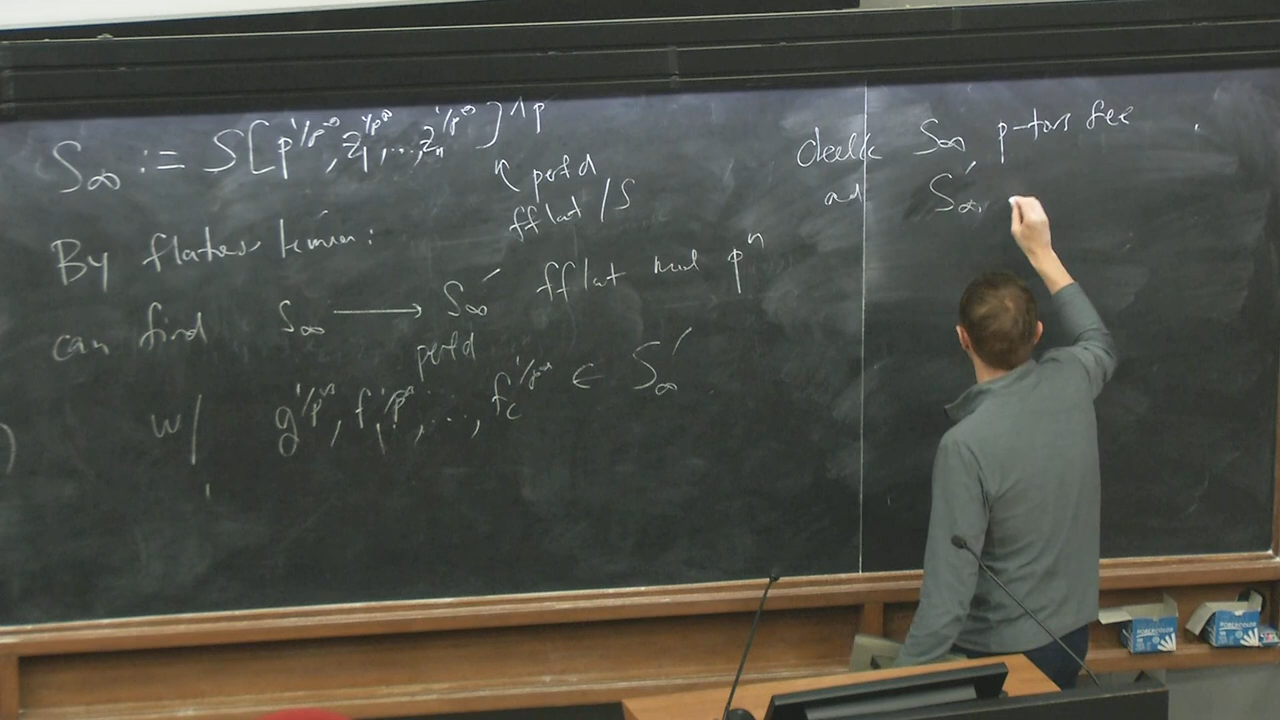 S∞ := S[p^{1/p^∞}, z_1^{1/p^∞}, ..., z_n^{1/p^∞}]^{∧p}
perfd
fflat /S
By flatness lemma:
can find S∞ ⟶ S∞′ fflat mod p^n
perfd
w/ g^{1/p^∞}, f_1^{1/p^∞}, ..., f_c^{1/p^∞} ∈ S∞′
check S∞ p-tors free
and S∞′